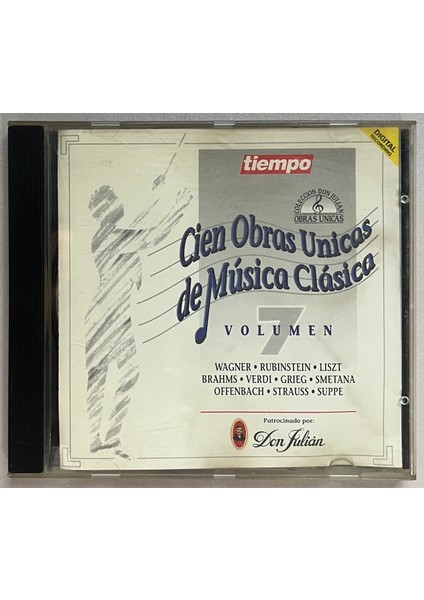 DIGITAL
RECORDING
tiempo
COLECCION DON JULIAN
OBRAS UNICAS
Cien Obras Unicas
de Música Clásica
7
VOLUMEN
WAGNER • RUBINSTEIN • LISZT
BRAHMS • VERDI • GRIEG • SMETANA
OFFENBACH • STRAUSS • SUPPE
Patrocinado por:
Don Julián